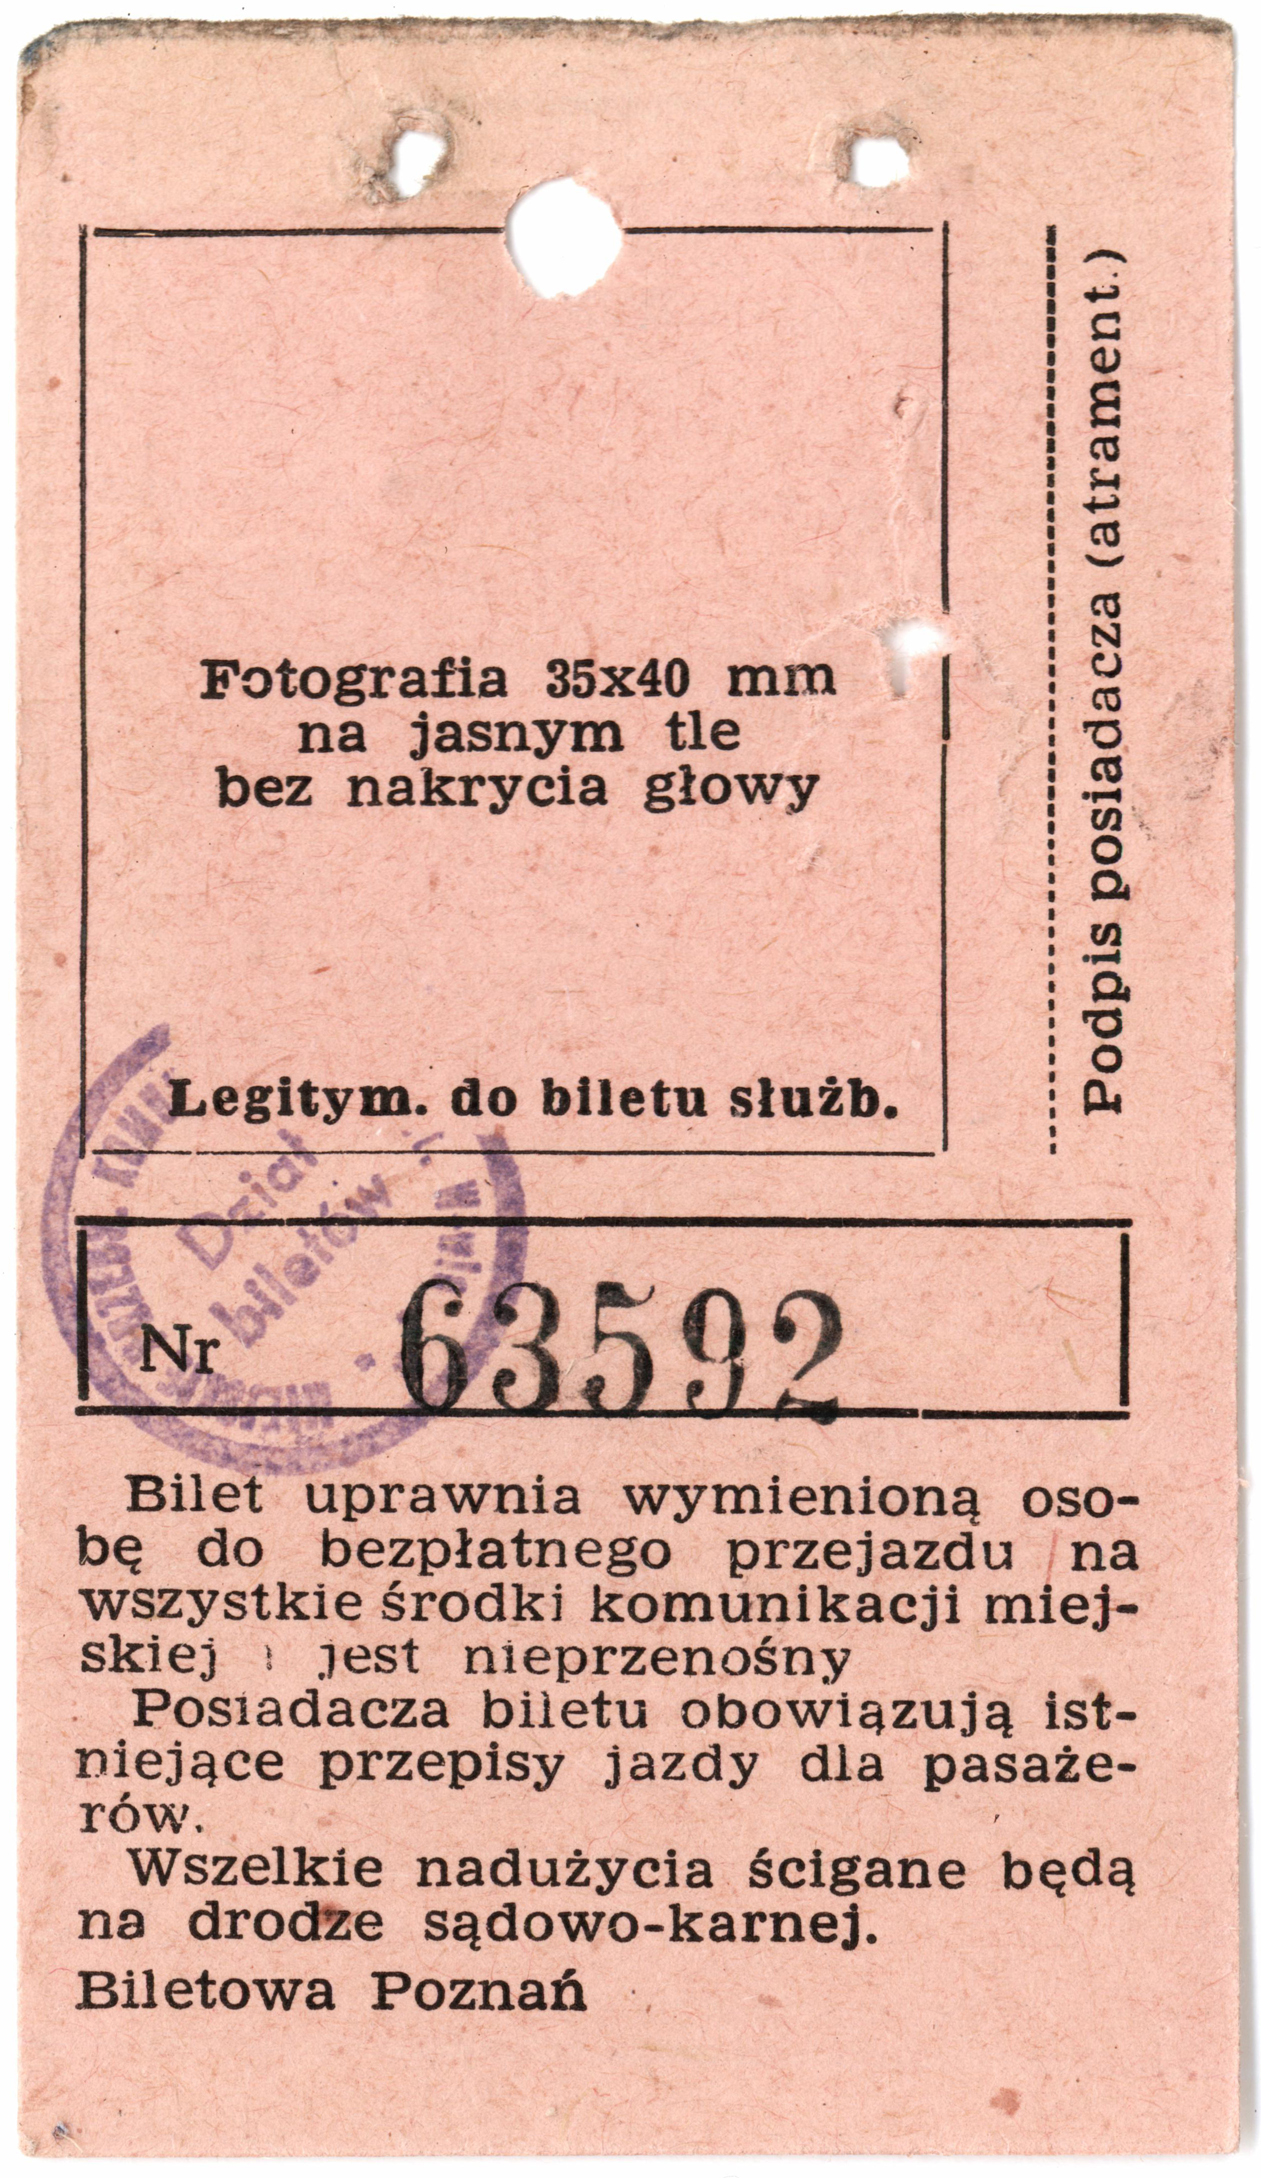 Fotografia 35x40 mm
na jasnym tle
bez nakrycia głowy
Legitym. do biletu służb.
Podpis posiadacza (atrament.)
Dział
biletów
Nr 63592
Bilet uprawnia wymienioną oso-
bę do bezpłatnego przejazdu na
wszystkie środki komunikacji miej-
skiej i jest nieprzenośny
Posiadacza biletu obowiązują ist-
niejące przepisy jazdy dla pasaże-
rów.
Wszelkie nadużycia ścigane będą
na drodze sądowo-karnej.
Biletowa Poznań